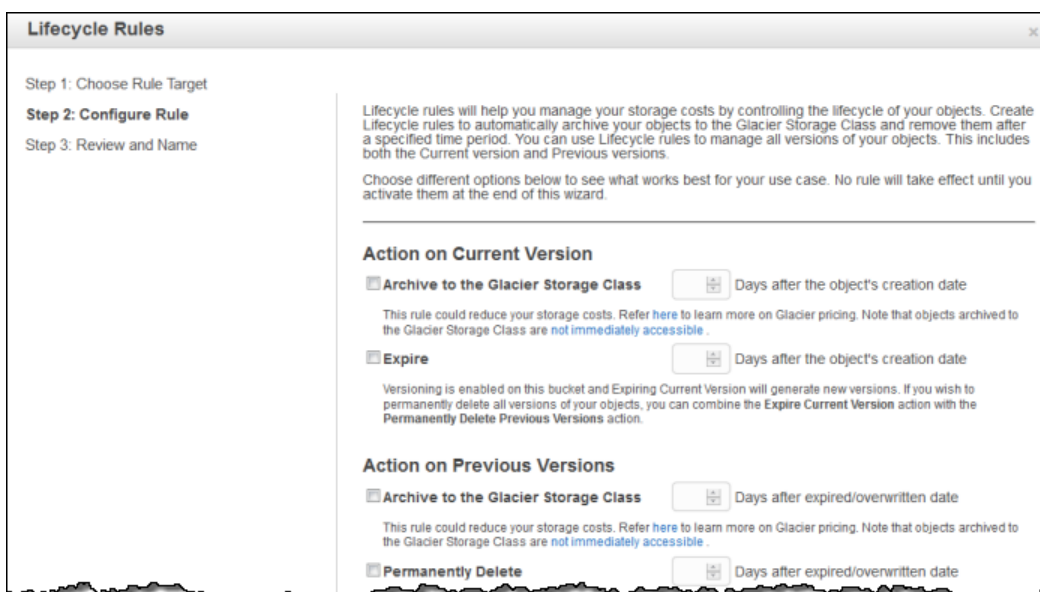 Lifecycle Rules
×
Step 1: Choose Rule Target
Step 2: Configure Rule
Step 3: Review and Name
Lifecycle rules will help you manage your storage costs by controlling the lifecycle of your objects. Create
Lifecycle rules to automatically archive your objects to the Glacier Storage Class and remove them after
a specified time period. You can use Lifecycle rules to manage all versions of your objects. This includes
both the Current version and Previous versions.
Choose different options below to see what works best for your use case. No rule will take effect until you
activate them at the end of this wizard.
Action on Current Version
Archive to the Glacier Storage Class Days after the object's creation date
This rule could reduce your storage costs. Refer here to learn more on Glacier pricing. Note that objects archived to
the Glacier Storage Class are not immediately accessible .
Expire Days after the object's creation date
Versioning is enabled on this bucket and Expiring Current Version will generate new versions. If you wish to
permanently delete all versions of your objects, you can combine the Expire Current Version action with the
Permanently Delete Previous Versions action.
Action on Previous Versions
Archive to the Glacier Storage Class Days after expired/overwritten date
This rule could reduce your storage costs. Refer here to learn more on Glacier pricing. Note that objects archived to
the Glacier Storage Class are not immediately accessible .
Permanently Delete Days after expired/overwritten date